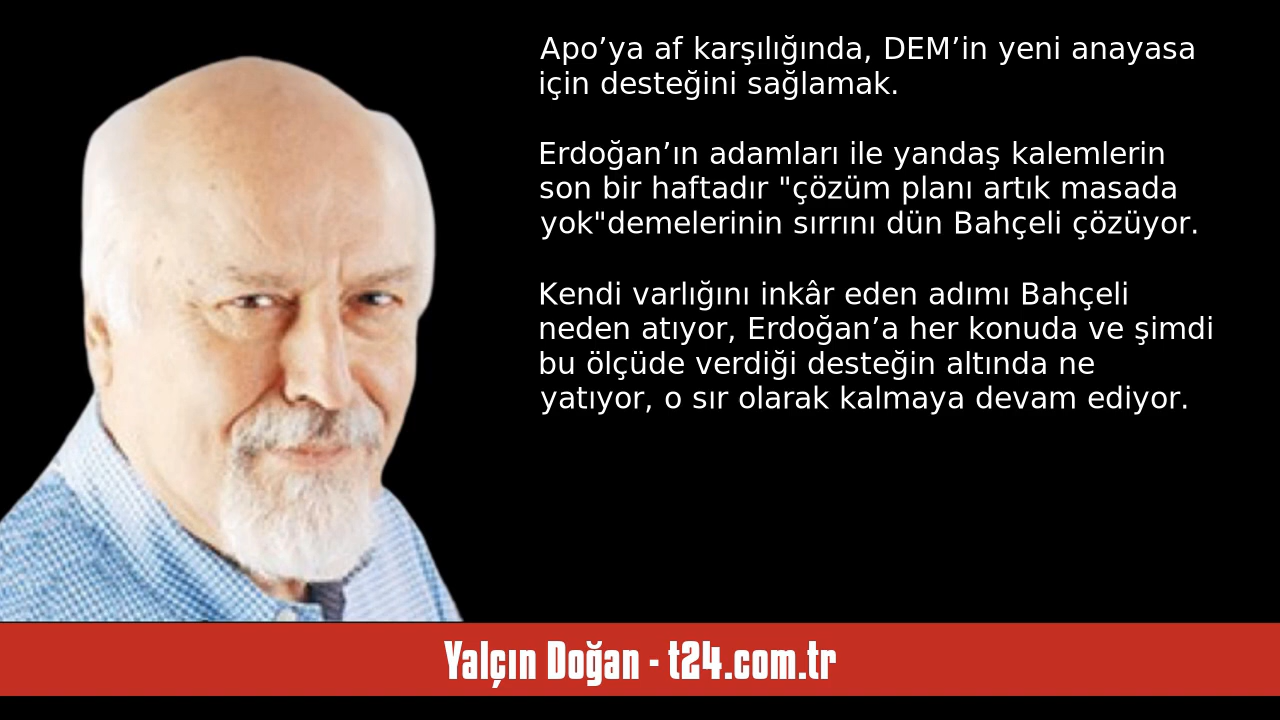 Apo’ya af karşılığında, DEM’in yeni anayasa
için desteğini sağlamak.
Erdoğan’ın adamları ile yandaş kalemlerin
son bir haftadır "çözüm planı artık masada
yok"demelerinin sırrını dün Bahçeli çözüyor.
Kendi varlığını inkâr eden adımı Bahçeli
neden atıyor, Erdoğan’a her konuda ve şimdi
bu ölçüde verdiği desteğin altında ne
yatıyor, o sır olarak kalmaya devam ediyor.
Yalçın Doğan - t24.com.tr